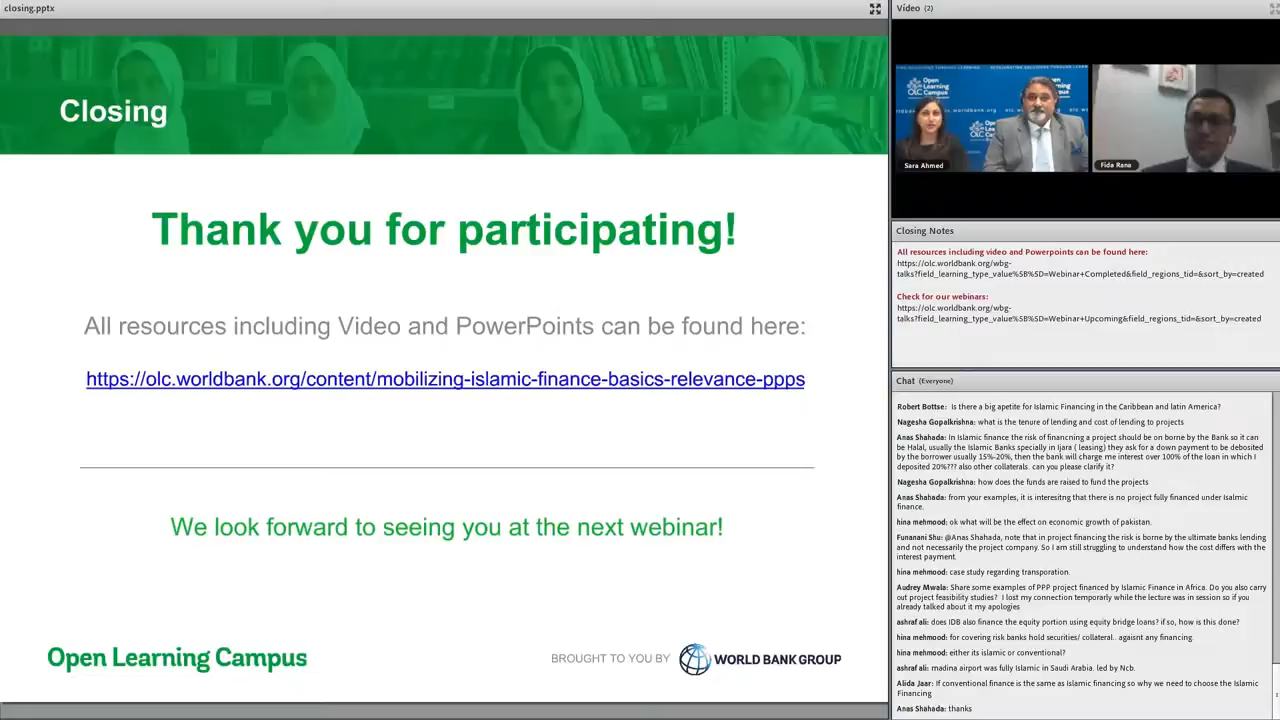 closing.pptx
Closing
Thank you for participating!
All resources including Video and PowerPoints can be found here:
https://olc.worldbank.org/content/mobilizing-islamic-finance-basics-relevance-ppps
We look forward to seeing you at the next webinar!
Open Learning Campus
BROUGHT TO YOU BY
WORLD BANK GROUP
Video (2)
Open
Learning
OLC Campus
worldbank.org
Sara Ahmed
Fida Rana
Closing Notes
All resources including video and Powerpoints can be found here:
https://olc.worldbank.org/wbg-
talks?field_learning_type_value%5B%5D=Webinar+Completed&field_regions_tid=&sort_by=created
Check for our webinars:
https://olc.worldbank.org/wbg-
talks?field_learning_type_value%5B%5D=Webinar+Upcoming&field_regions_tid=&sort_by=created
Chat (Everyone)
Robert Bottse: Is there a big apetite for Islamic Financing in the Caribbean and latin America?
Nagesha Gopalkrishna: what is the tenure of lending and cost of lending to projects
Anas Shahada: In Islamic finance the risk of financning a project should be on borne by the Bank so it can
be Halal, usually the Islamic Banks specially in Ijara ( leasing) they ask for a down payment to be deposited
by the borrower usually 15%-20%, then the bank will charge me interest over 100% of the loan in which I
deposited 20%??? also other collaterals. can you please clarify it?
Nagesha Gopalkrishna: how does the funds are raised to fund the projects
Anas Shahada: from your examples, it is interesitng that there is no project fully financed under Isalmic
finance.
hina mehmood: ok what will be the effect on economic growth of pakistan.
Funanani Shu: @Anas Shahada, note that in project financing the risk is borne by the ultimate banks lending
and not necessarily the project company. So I am still struggling to understand how the cost differs with the
interest payment.
hina mehmood: case study regarding transporation.
Audrey Mwala: Share some examples of PPP project financed by Islamic Finance in Africa. Do you also carry
out project feasibility studies? I lost my connection temporarly while the lecture was in session so if you
already talked about it my apologies
ashraf ali: does IDB also finance the equity portion using equity bridge loans? if so, how is this done?
hina mehmood: for covering risk banks hold securities/ collateral.. agaisnt any financing.
hina mehmood: either its islamic or conventional?
ashraf ali: madina airport was fully Islamic in Saudi Arabia. led by Ncb.
Alida Jaar: If conventional finance is the same as Islamic financing so why we need to choose the Islamic
Financing
Anas Shahada: thanks